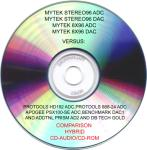 MYTEK STEREO96 ADC
MYTEK STEREO96 DAC
MYTEK 8X96 ADC
MYTEK 8X96 DAC
VERSUS:
PROTOOLS HD192 ADC, PROTOOLS 888-24 ADC
APOGEE PSX100-SE ADC, BENCHMARK DAC1
AND ADDTNL PRISM AD2 AND DB TECH GOLD
COMPARISON
HYBRID
CD-AUDIO/CD-ROM